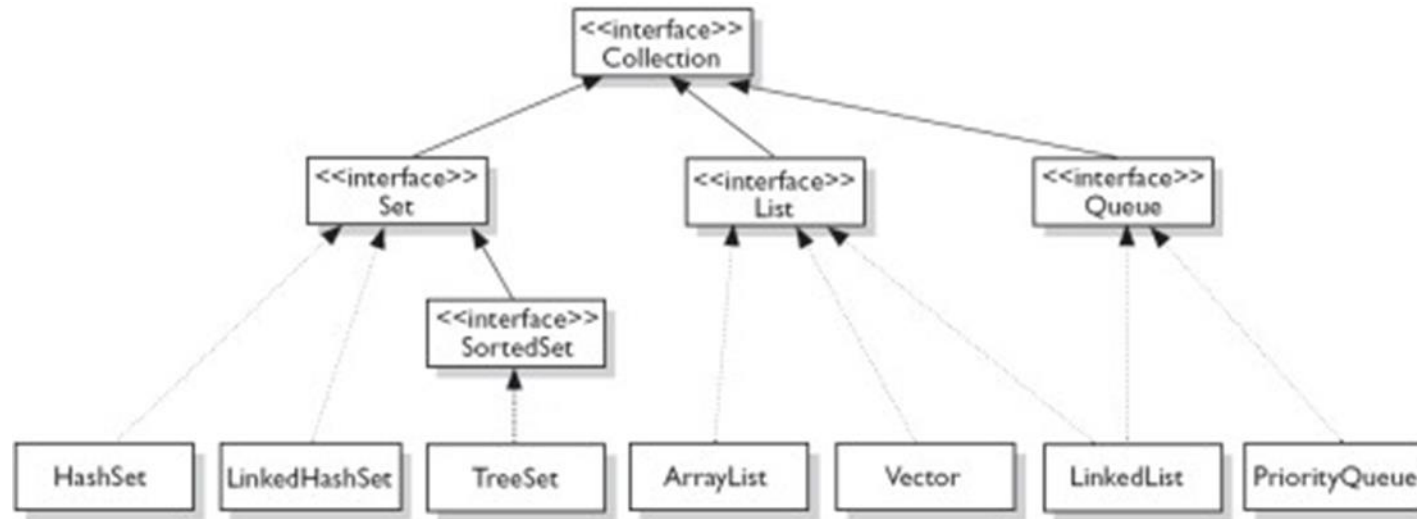 <<interface>>
Collection
<<interface>>
Set
<<interface>>
List
<<interface>>
Queue
<<interface>>
SortedSet
HashSet
LinkedHashSet
TreeSet
ArrayList
Vector
LinkedList
PriorityQueue